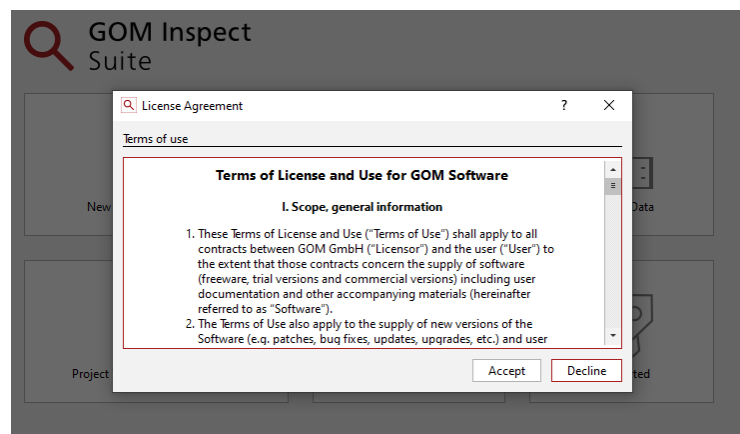 GOM Inspect
Suite
License Agreement
?
Terms of use
Terms of License and Use for GOM Software
I. Scope, general information
1. These Terms of License and Use (“Terms of Use”) shall apply to all
contracts between GOM GmbH (“Licensor”) and the user (“User”) to
the extent that those contracts concern the supply of software
(freeware, trial versions and commercial versions) including user
documentation and other accompanying materials (hereinafter
referred to as “Software”).
2. The Terms of Use also apply to the supply of new versions of the
Software (e.g. patches, bug fixes, updates, upgrades, etc.) and user
Accept
Decline
New
Data
Project